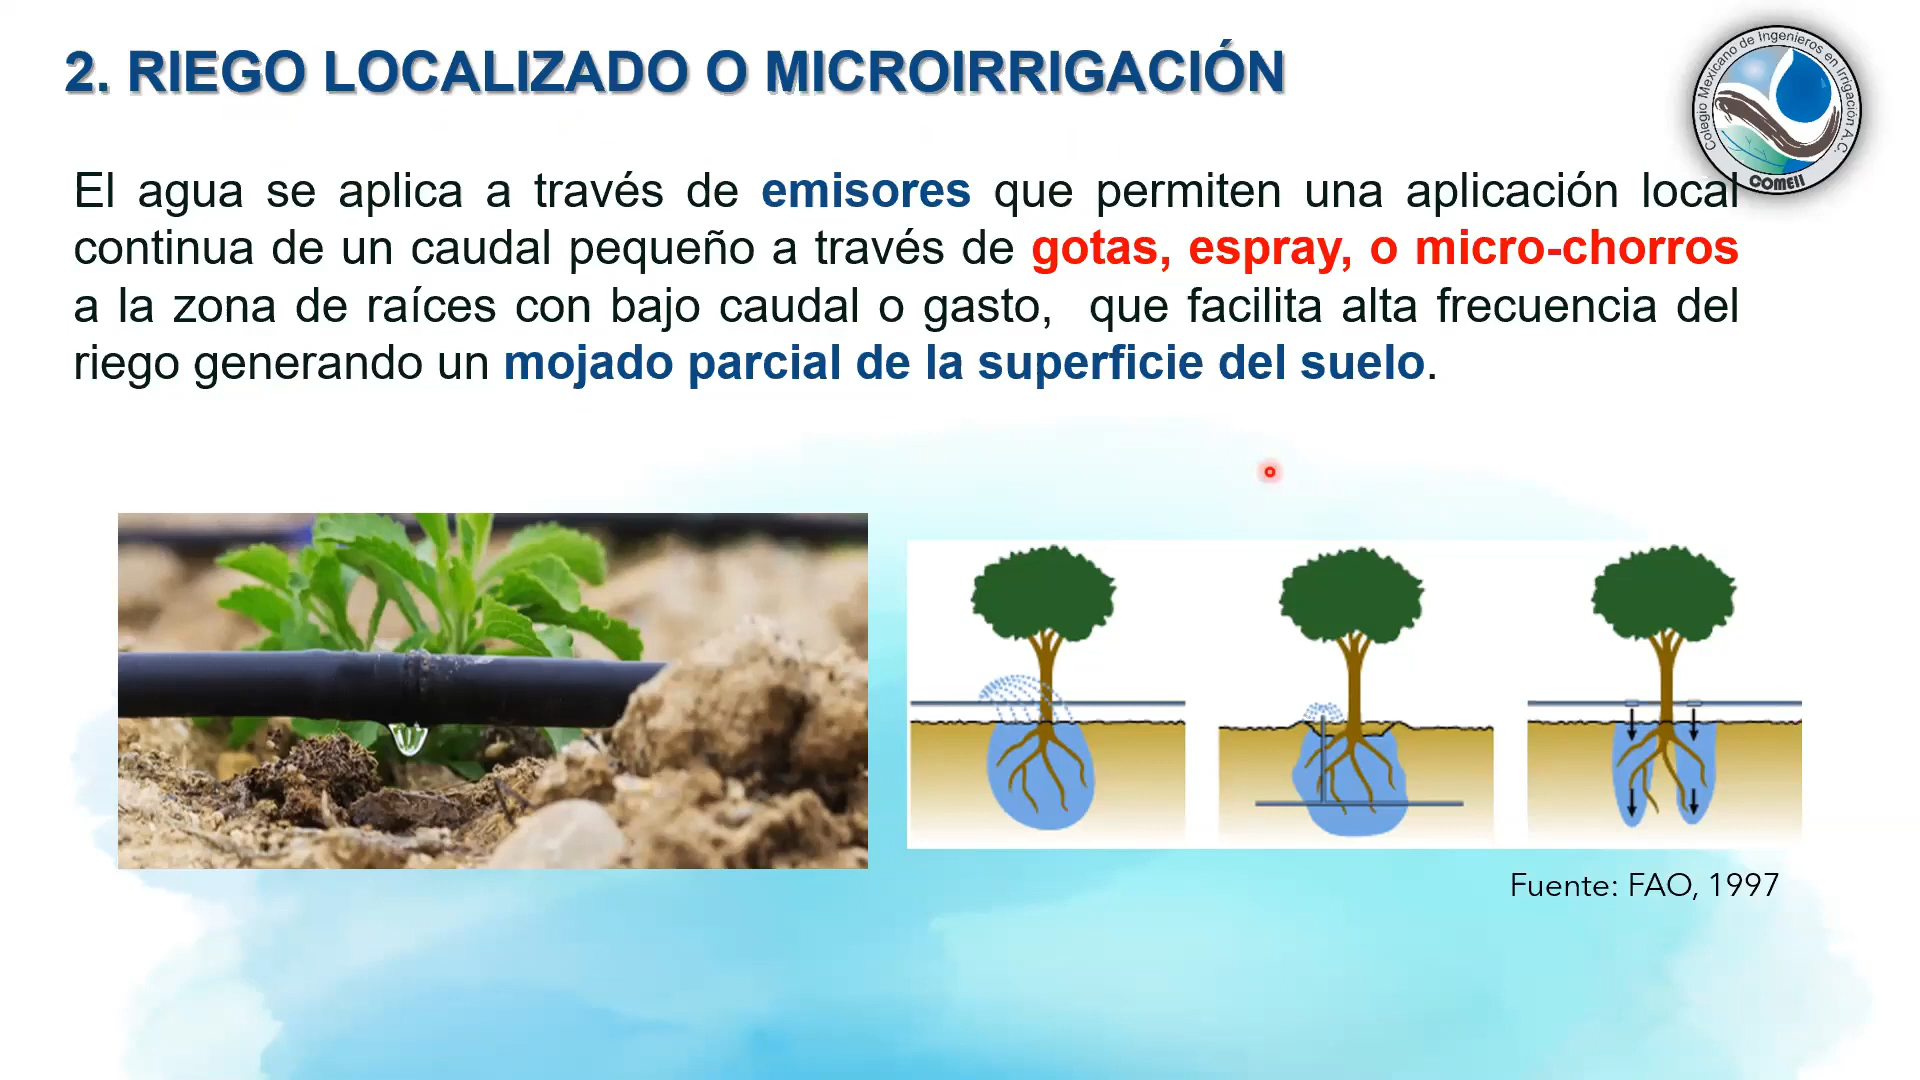 2. RIEGO LOCALIZADO O MICROIRRIGACIÓN
Colegio Mexicano de Ingenieros en Irrigación A.C.
COMEII
El agua se aplica a través de emisores que permiten una aplicación local
continua de un caudal pequeño a través de gotas, espray, o micro-chorros
a la zona de raíces con bajo caudal o gasto, que facilita alta frecuencia del
riego generando un mojado parcial de la superficie del suelo.
Fuente: FAO, 1997